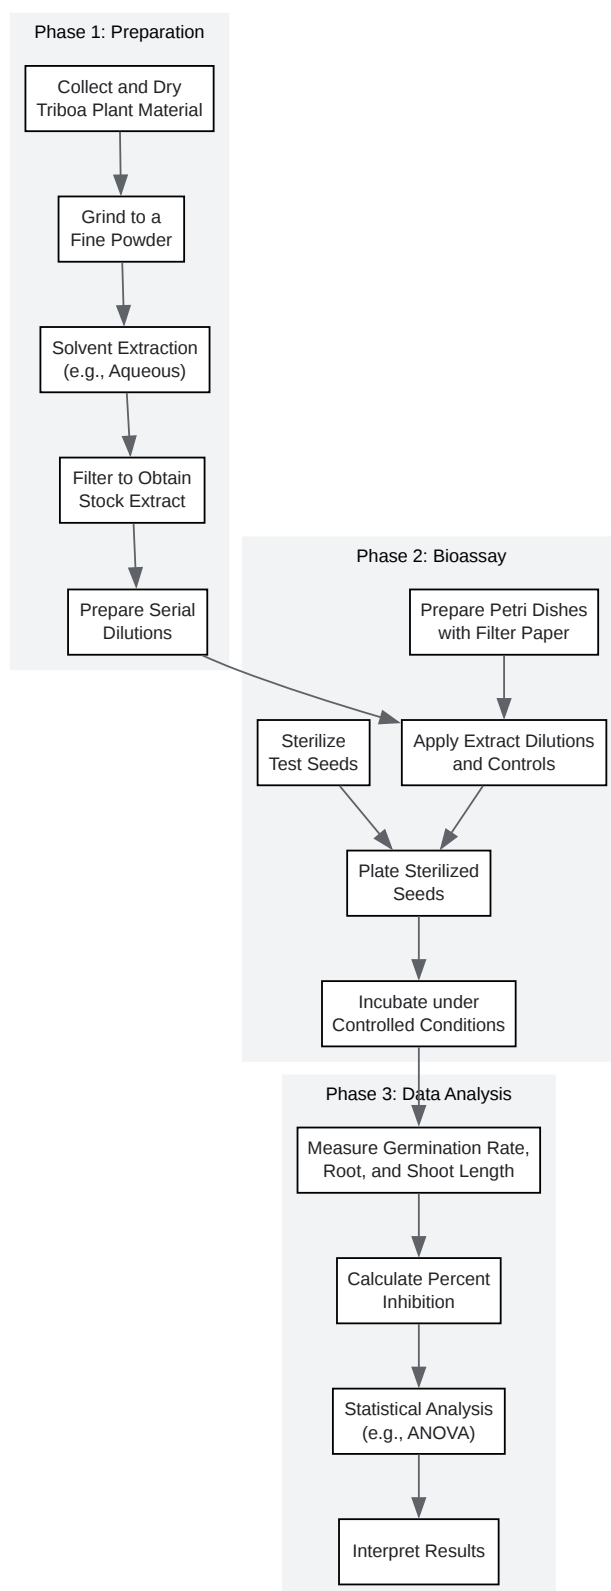 Phase 1: Preparation
Collect and Dry
Triboa Plant Material
Grind to a
Fine Powder
Solvent Extraction
(e.g., Aqueous)
Filter to Obtain
Stock Extract
Prepare Serial
Dilutions
Phase 2: Bioassay
Prepare Petri Dishes
with Filter Paper
Sterilize
Test Seeds
Apply Extract Dilutions
and Controls
Plate Sterilized
Seeds
Incubate under
Controlled Conditions
Phase 3: Data Analysis
Measure Germination Rate,
Root, and Shoot Length
Calculate Percent
Inhibition
Statistical Analysis
(e.g., ANOVA)
Interpret Results